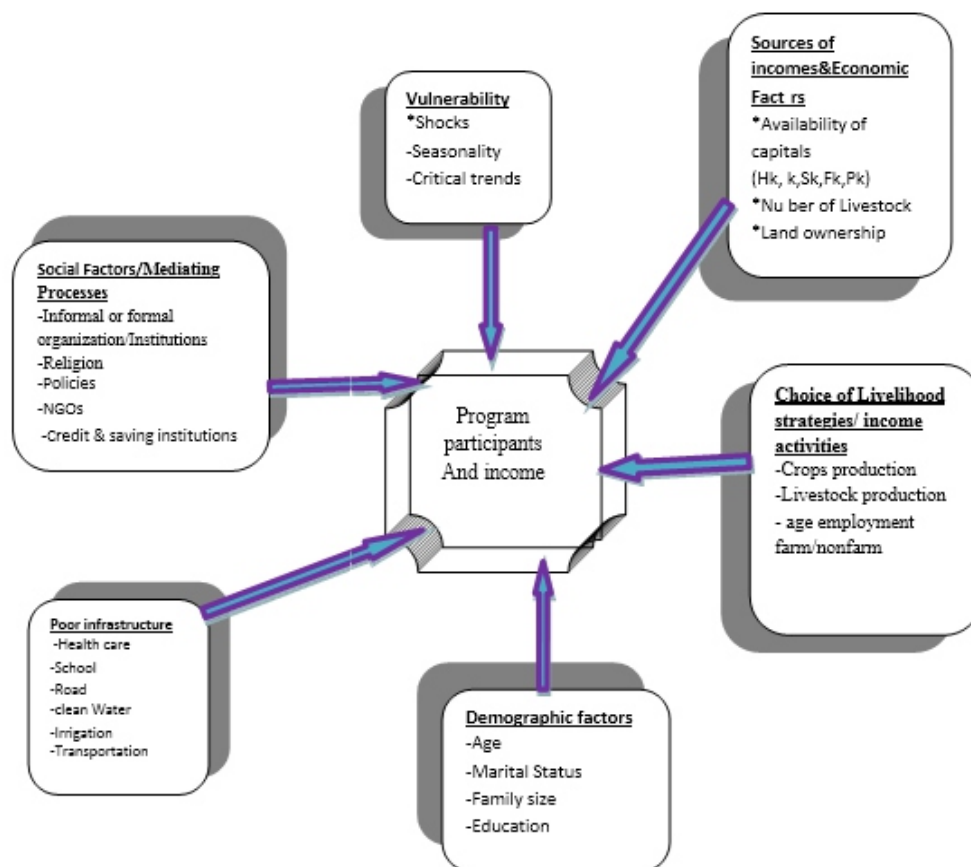 Vulnerability
*Shocks
-Seasonality
-Critical trends
Sources of
incomes&Economic
Fact rs
*Availability of
capitals
(Hk, k,Sk,Fk,Pk)
*Nu ber of Livestock
*Land ownership
Social Factors/Mediating
Processes
-Informal or formal
organization/Institutions
-Religion
-Policies
-NGOs
-Credit & saving institutions
Program
participants
And income
Choice of Livelihood
strategies/ income
activities
-Crops production
-Livestock production
- age employment
farm/nonfarm
Poor infrastructure
-Health care
-School
-Road
-clean Water
-Irrigation
-Transportation
Demographic factors
-Age
-Marital Status
-Family size
-Education